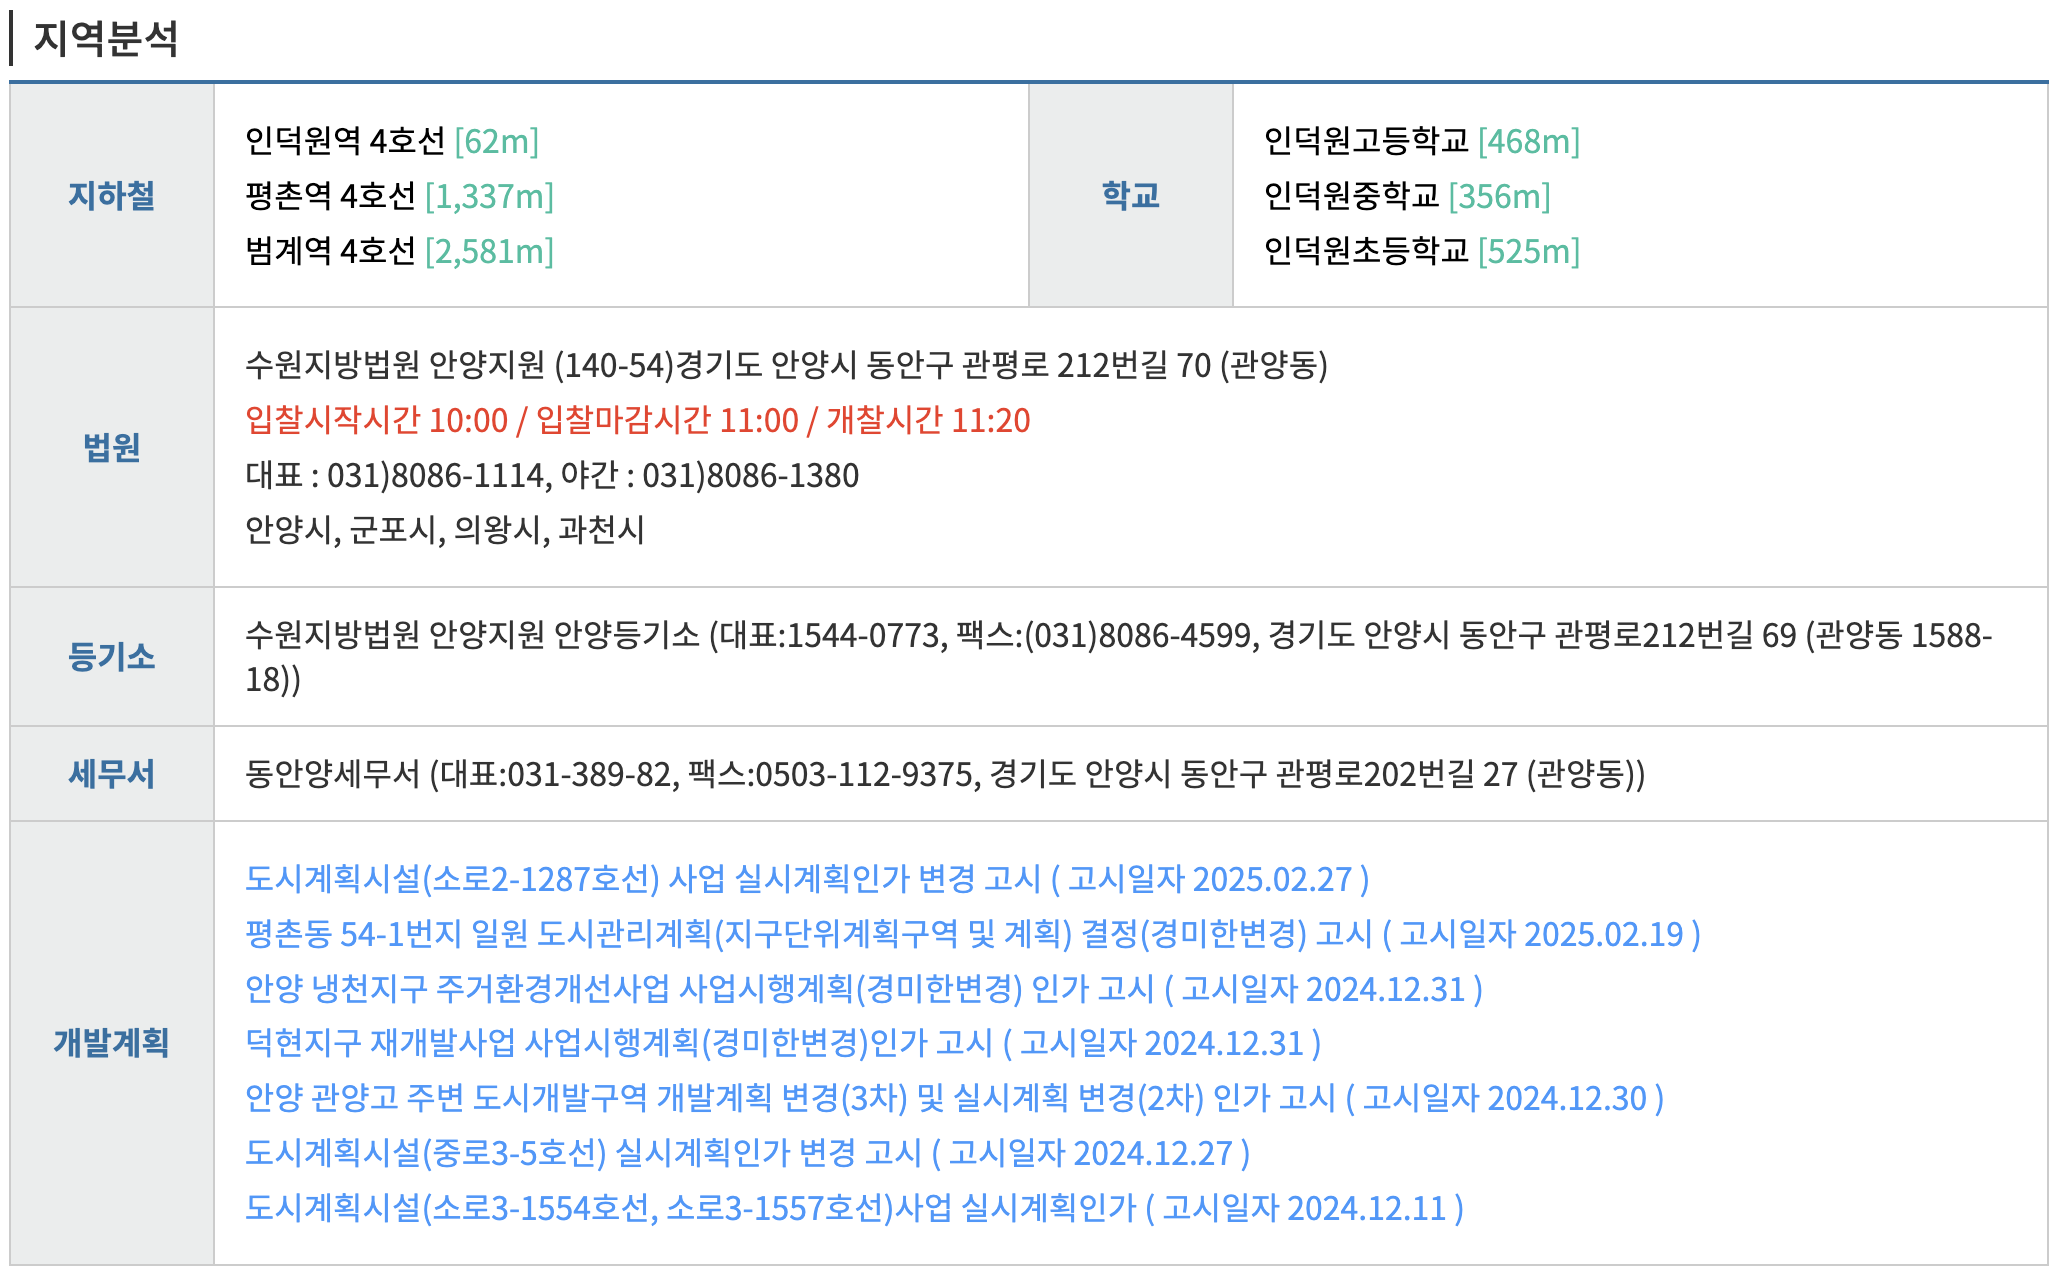 지역분석
지하철
인덕원역 4호선 [62m]
평촌역 4호선 [1,337m]
범계역 4호선 [2,581m]
학교
인덕원고등학교 [468m]
인덕원중학교 [356m]
인덕원초등학교 [525m]
법원
수원지방법원 안양지원 (140-54)경기도 안양시 동안구 관평로 212번길 70 (관양동)
입찰시작시간 10:00 / 입찰마감시간 11:00 / 개찰시간 11:20
대표 : 031)8086-1114, 야간 : 031)8086-1380
안양시, 군포시, 의왕시, 과천시
등기소
수원지방법원 안양지원 안양등기소 (대표:1544-0773, 팩스:(031)8086-4599, 경기도 안양시 동안구 관평로212번길 69 (관양동 1588-
18))
세무서
동안양세무서 (대표:031-389-82, 팩스:0503-112-9375, 경기도 안양시 동안구 관평로202번길 27 (관양동))
개발계획
도시계획시설(소로2-1287호선) 사업 실시계획인가 변경 고시 ( 고시일자 2025.02.27 )
평촌동 54-1번지 일원 도시관리계획(지구단위계획구역 및 계획) 결정(경미한변경) 고시 ( 고시일자 2025.02.19 )
안양 냉천지구 주거환경개선사업 사업시행계획(경미한변경) 인가 고시 ( 고시일자 2024.12.31 )
덕현지구 재개발사업 사업시행계획(경미한변경)인가 고시 ( 고시일자 2024.12.31 )
안양 관양고 주변 도시개발구역 개발계획 변경(3차) 및 실시계획 변경(2차) 인가 고시 ( 고시일자 2024.12.30 )
도시계획시설(중로3-5호선) 실시계획인가 변경 고시 ( 고시일자 2024.12.27 )
도시계획시설(소로3-1554호선, 소로3-1557호선)사업 실시계획인가 ( 고시일자 2024.12.11 )